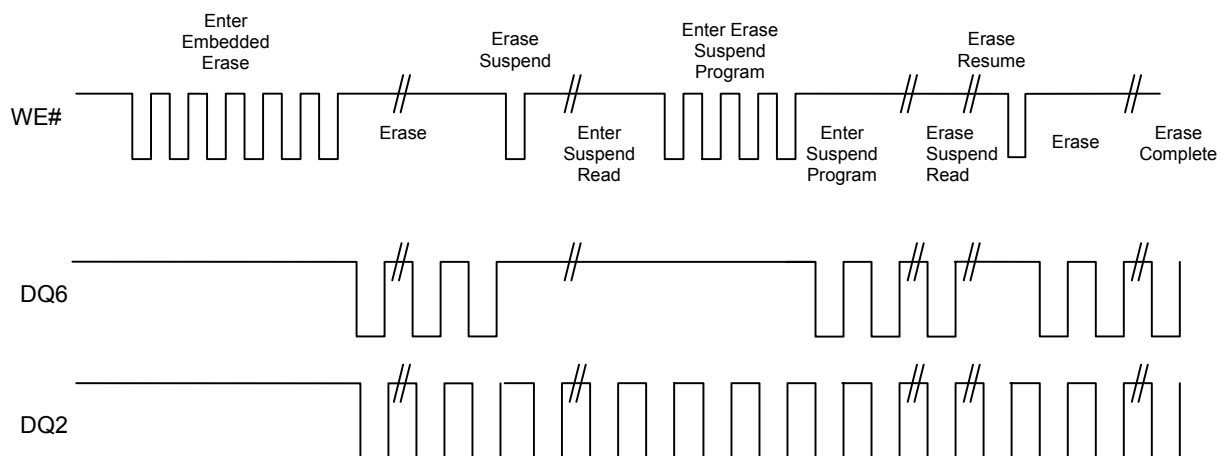 Enter
Embedded
Erase
Erase
Suspend
Enter Erase
Suspend
Program
Erase
Resume
WE#
Erase
Enter
Suspend
Read
Enter
Suspend
Program
Erase
Suspend
Read
Erase
Erase
Complete
DQ6
DQ2